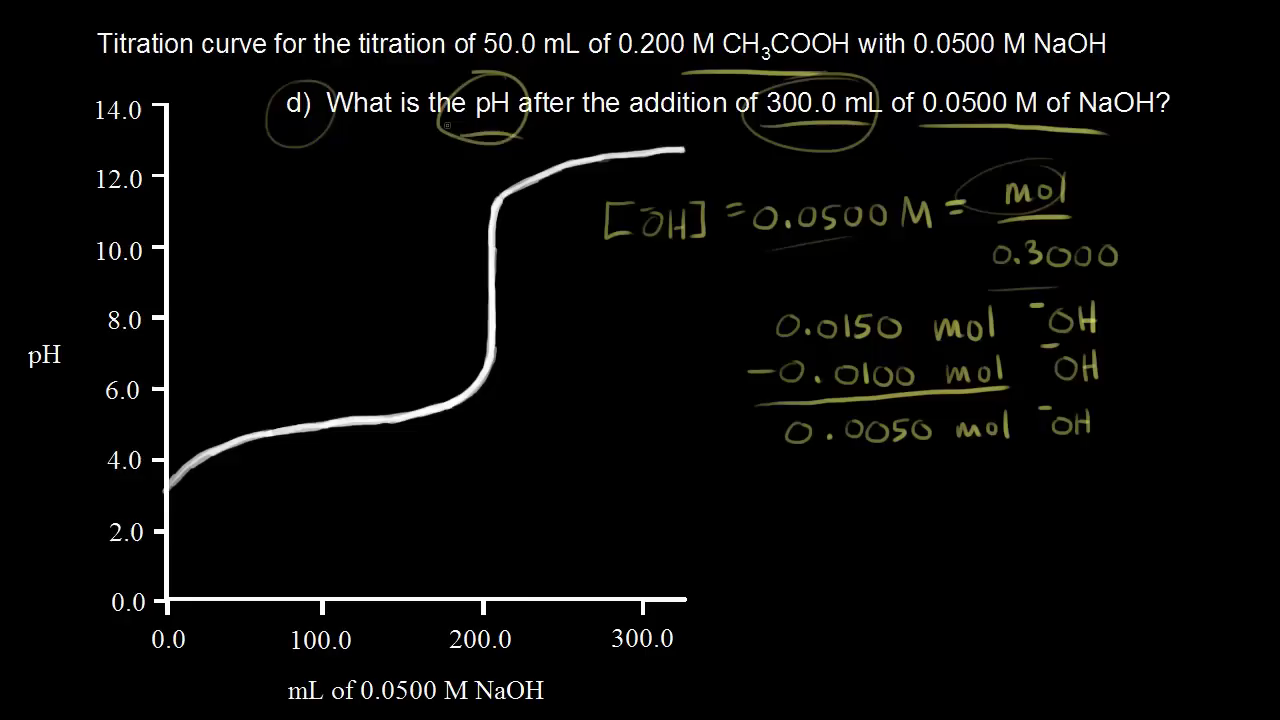 Titration curve for the titration of 50.0 mL of 0.200 M CH₃COOH with 0.0500 M NaOH
d) What is the pH after the addition of 300.0 mL of 0.0500 M of NaOH?
14.0
12.0
10.0
8.0
6.0
4.0
2.0
0.0
pH
0.0 100.0 200.0 300.0
mL of 0.0500 M NaOH
[⁻OH] = 0.0500 M = mol
0.3000
0.0150 mol ⁻OH
-0.0100 mol ⁻OH
0.0050 mol ⁻OH